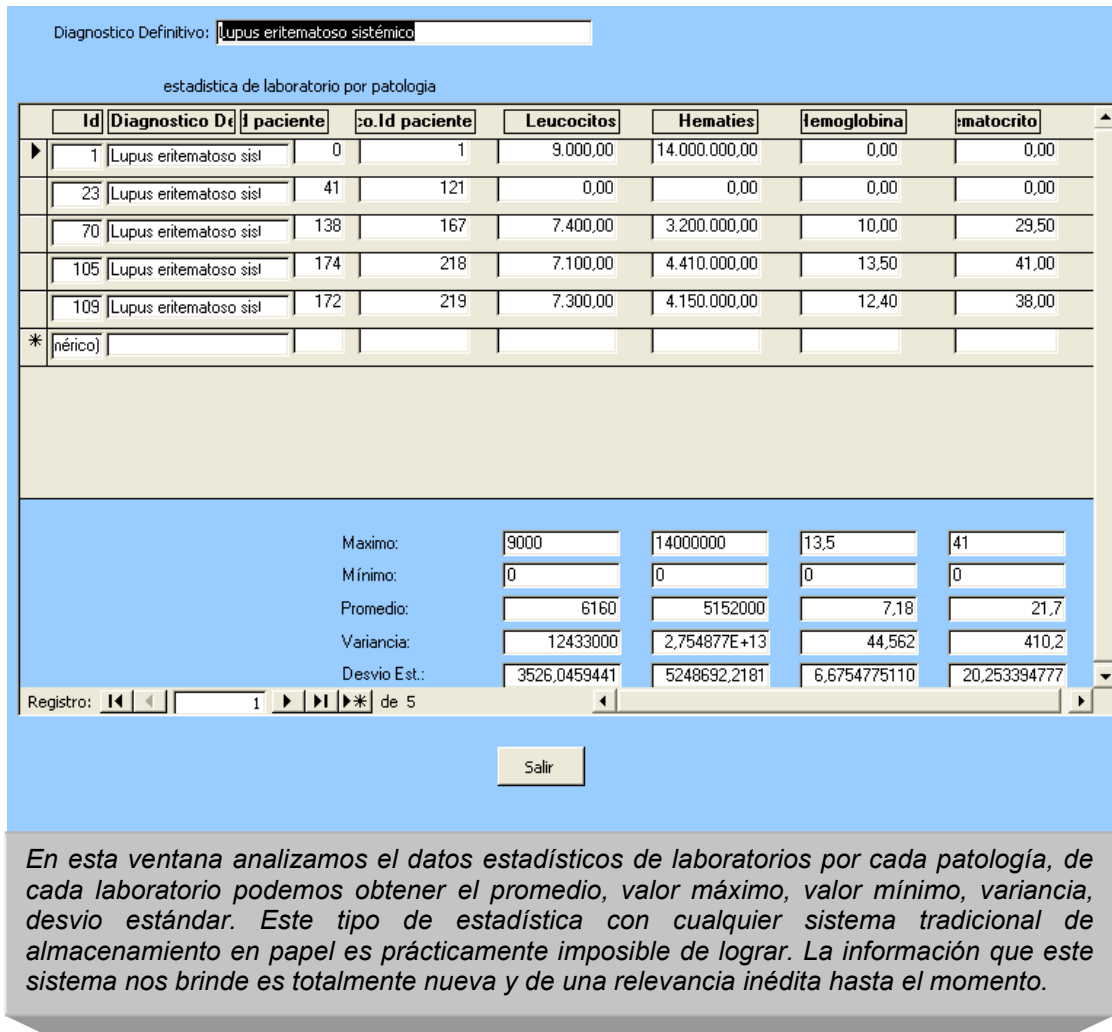 Diagnostico Definitivo: Lupus eritematoso sistémico
estadistica de laboratorio por patologia
Id Diagnostico De d paciente co.Id paciente Leucocitos Hematies Hemoglobina ematocrito
1 Lupus eritematoso sist 0 1 9.000,00 14.000.000,00 0,00 0,00
23 Lupus eritematoso sist 41 121 0,00 0,00 0,00 0,00
70 Lupus eritematoso sist 138 167 7.400,00 3.200.000,00 10,00 29,50
105 Lupus eritematoso sist 174 218 7.100,00 4.410.000,00 13,50 41,00
109 Lupus eritematoso sist 172 219 7.300,00 4.150.000,00 12,40 38,00
nérico)
Maximo: 9000 14000000 13,5 41
Mínimo: 0 0 0 0
Promedio: 6160 5152000 7,18 21,7
Variancia: 12433000 2,754877E+13 44,562 410,2
Desvio Est.: 3526,0459441 5248692,2181 6,6754775110 20,253394777
Registro: 1 de 5
Salir
En esta ventana analizamos el datos estadísticos de laboratorios por cada patología, de
cada laboratorio podemos obtener el promedio, valor máximo, valor mínimo, variancia,
desvio estándar. Este tipo de estadística con cualquier sistema tradicional de
almacenamiento en papel es prácticamente imposible de lograr. La información que este
sistema nos brinde es totalmente nueva y de una relevancia inédita hasta el momento.